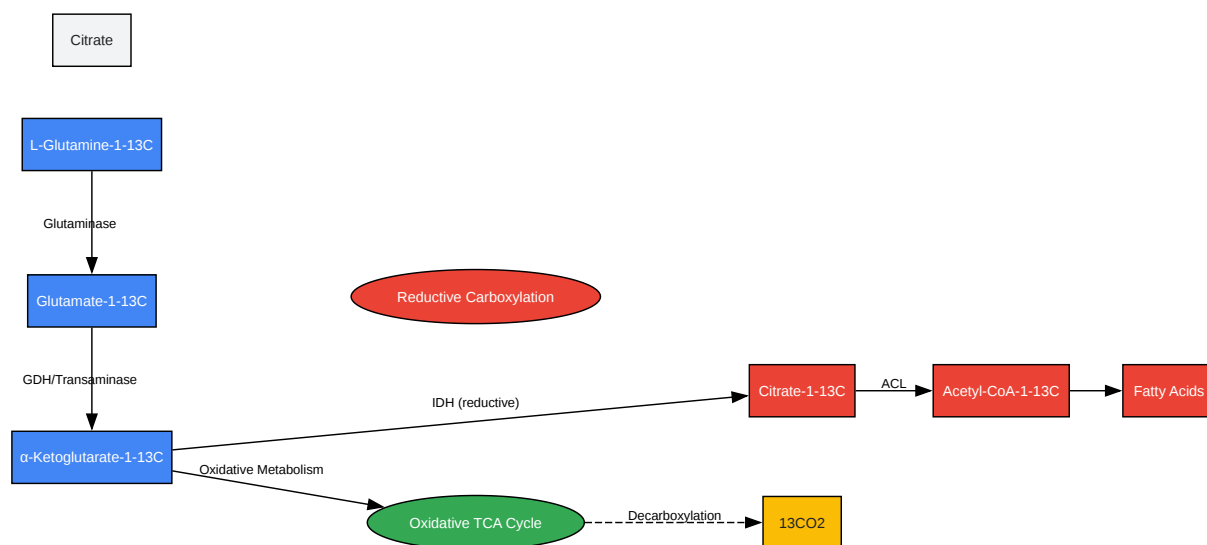 Citrate
L-Glutamine-1-13C
Glutaminase
Glutamate-1-13C
Reductive Carboxylation
GDH/Transaminase
Citrate-1-13C
ACL
Acetyl-CoA-1-13C
Fatty Acids
IDH (reductive)
α-Ketoglutarate-1-13C
Oxidative Metabolism
Oxidative TCA Cycle
Decarboxylation
13CO2